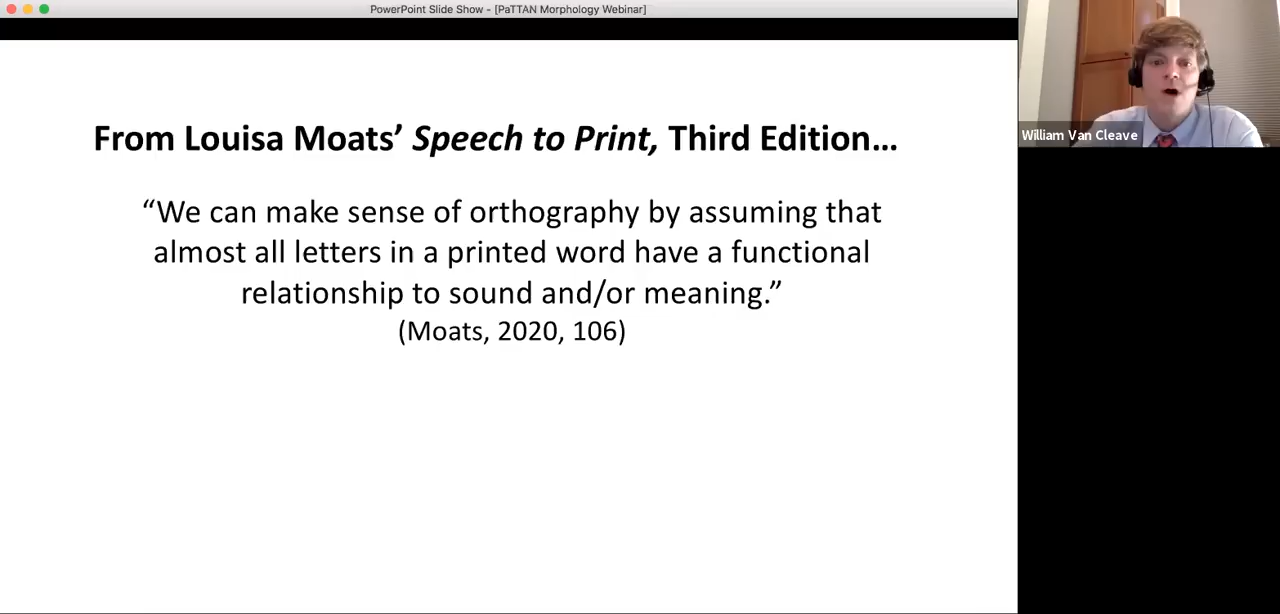 PowerPoint Slide Show - [PaTTAN Morphology Webinar]
From Louisa Moats’ Speech to Print, Third Edition…
“We can make sense of orthography by assuming that
almost all letters in a printed word have a functional
relationship to sound and/or meaning.”
(Moats, 2020, 106)
William Van Cleave